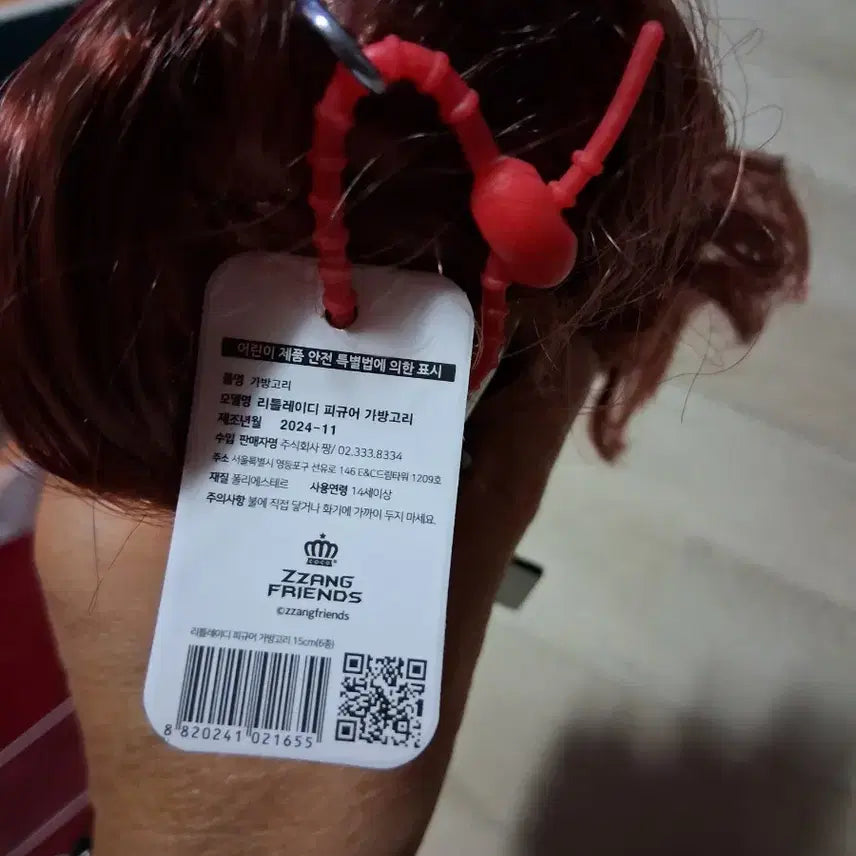 어린이 제품 안전 특별법에 의한 표시
품명 가방고리
모델명 리틀레이디 피규어 가방고리
제조년월 2024-11
수입 판매자명 주식회사 짱/ 02.333.8334
주소 서울특별시 영등포구 선유로 146 E&C드림타워 1209호
재질 폴리에스테르 사용연령 14세이상
주의사항 불에 직접 닿거나 화기에 가까이 두지 마세요.
COCO
ZZANG
FRIENDS
©zzangfriends
리틀레이디 피규어 가방고리 15cm(6종)
8 820241 021655